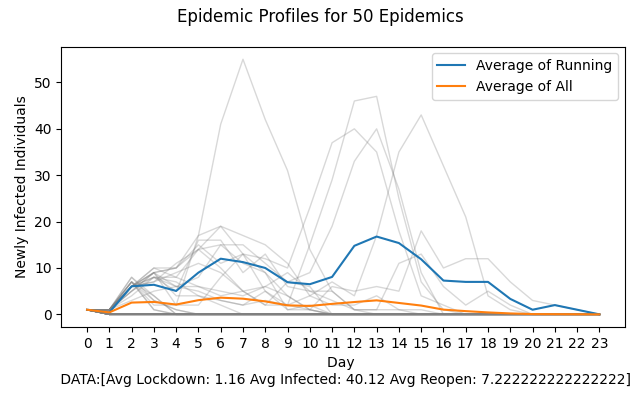 Epidemic Profiles for 50 Epidemics
Average of Running
Average of All
Newly Infected Individuals
50
40
30
20
10
0
0 1 2 3 4 5 6 7 8 9 10 11 12 13 14 15 16 17 18 19 20 21 22 23
Day
DATA:[Avg Lockdown: 1.16 Avg Infected: 40.12 Avg Reopen: 7.222222222222222]